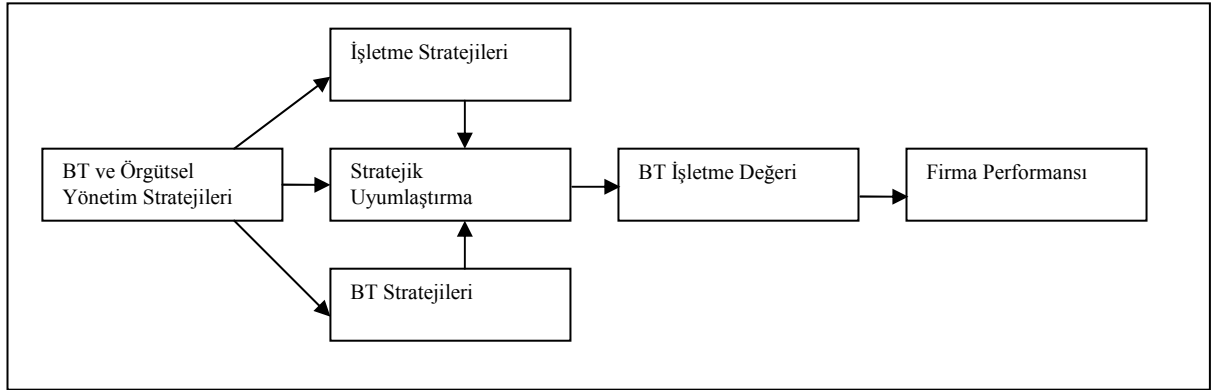 İşletme Stratejileri
BT ve Örgütsel
Yönetim Stratejileri
Stratejik
Uyumlaştırma
BT İşletme Değeri
Firma Performansı
BT Stratejileri